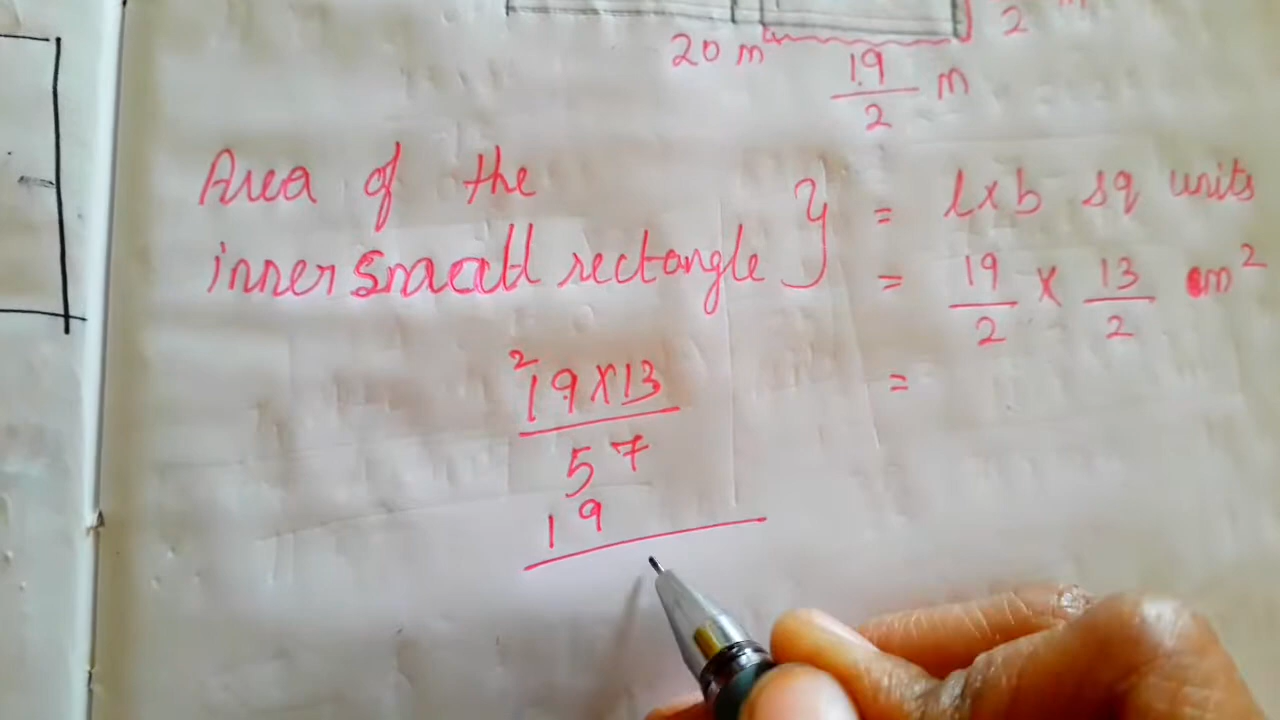 20 m 19/2 m 2 m
Area of the } = l x b sq units
inner small rectangle = 19/2 x 13/2 m²
2
19 x 13 =
57
19